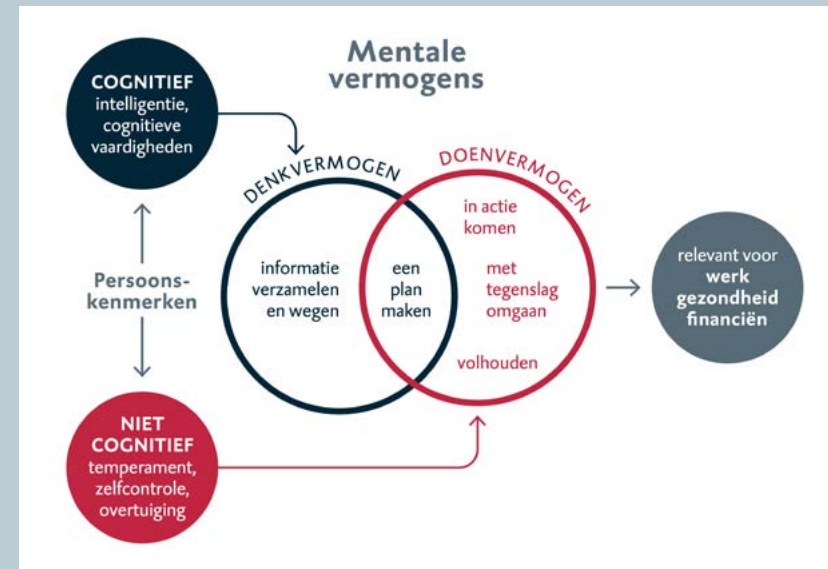 Mentale
vermogens
COGNITIEF
intelligentie,
cognitieve
vaardigheden
Persoons-
kenmerken
NIET
COGNITIEF
temperament,
zelfcontrole,
overtuiging
DENKVERMOGEN
informatie
verzamelen
en wegen
een
plan
maken
DOENVERMOGEN
in actie
komen
met
tegenslag
omgaan
volhouden
relevant voor
werk
gezondheid
financiën